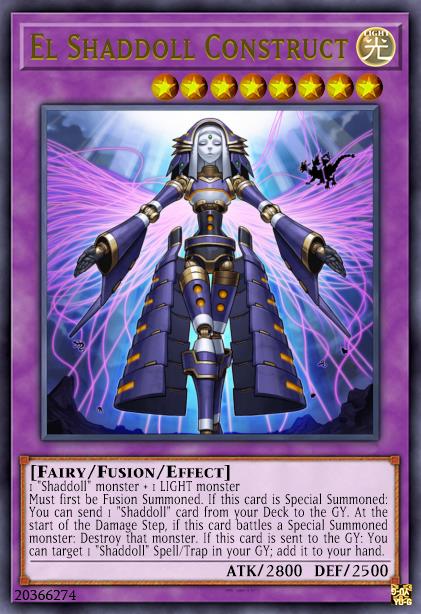 El Shaddoll Construct
LIGHT
光
[Fairy/Fusion/Effect]
1 "Shaddoll" monster + 1 LIGHT monster
Must first be Fusion Summoned. If this card is Special Summoned:
You can send 1 "Shaddoll" card from your Deck to the GY. At the
start of the Damage Step, if this card battles a Special Summoned
monster: Destroy that monster. If this card is sent to the GY: You
can target 1 "Shaddoll" Spell/Trap in your GY; add it to your hand.
ATK/2800 DEF/2500
20366274